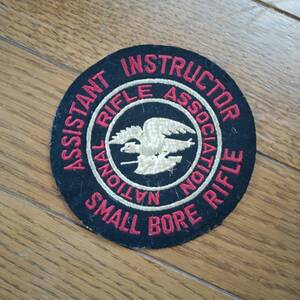 ASSISTANT INSTRUCTOR
SMALL BORE RIFLE
NATIONAL RIFLE ASSOCIATION